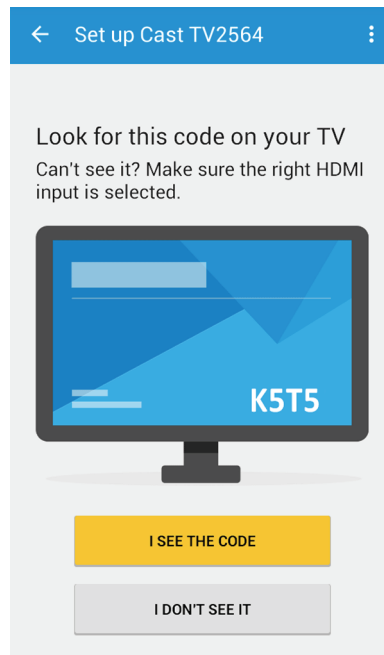 Set up Cast TV2564
Look for this code on your TV
Can't see it? Make sure the right HDMI
input is selected.
K5T5
I SEE THE CODE
I DON'T SEE IT